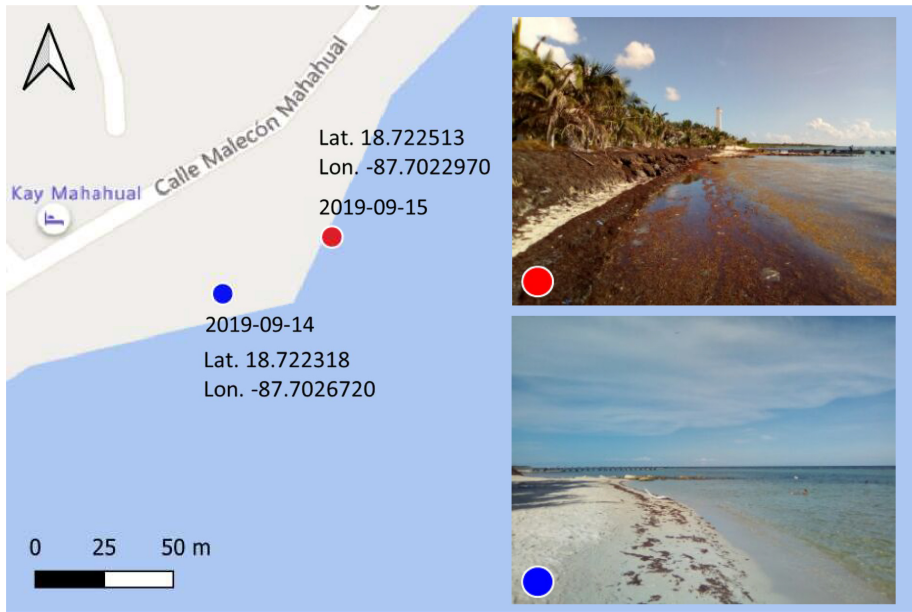 Calle Malecón Mahahual
Kay Mahahual
Lat. 18.722513
Lon. -87.7022970
2019-09-15
2019-09-14
Lat. 18.722318
Lon. -87.7026720
0 25 50 m